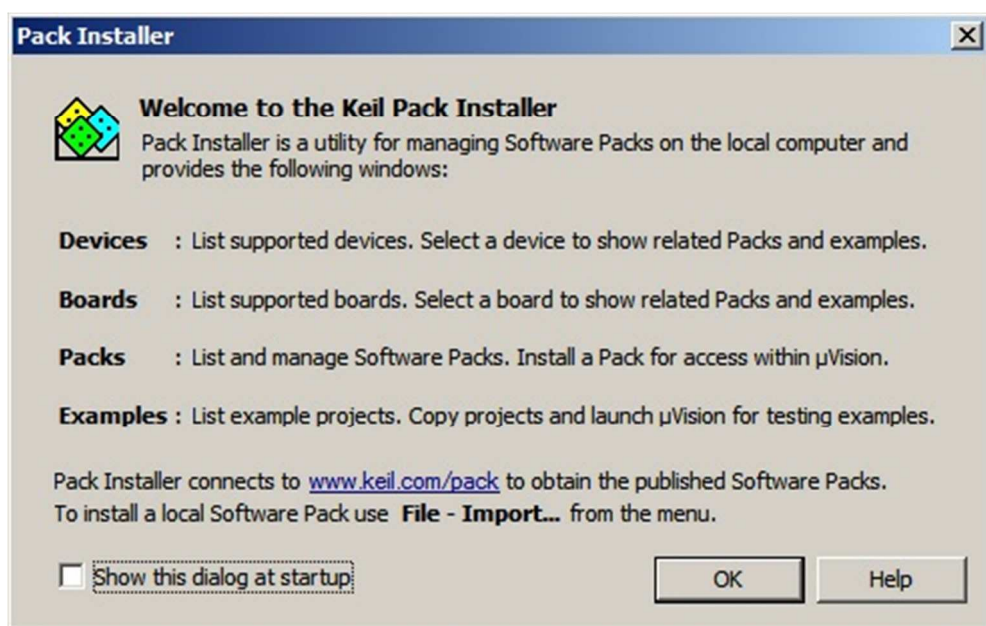 Pack Installer
Welcome to the Keil Pack Installer
Pack Installer is a utility for managing Software Packs on the local computer and
provides the following windows:
Devices : List supported devices. Select a device to show related Packs and examples.
Boards : List supported boards. Select a board to show related Packs and examples.
Packs : List and manage Software Packs. Install a Pack for access within µVision.
Examples : List example projects. Copy projects and launch µVision for testing examples.
Pack Installer connects to www.keil.com/pack to obtain the published Software Packs.
To install a local Software Pack use File - Import... from the menu.
Show this dialog at startup
OK
Help